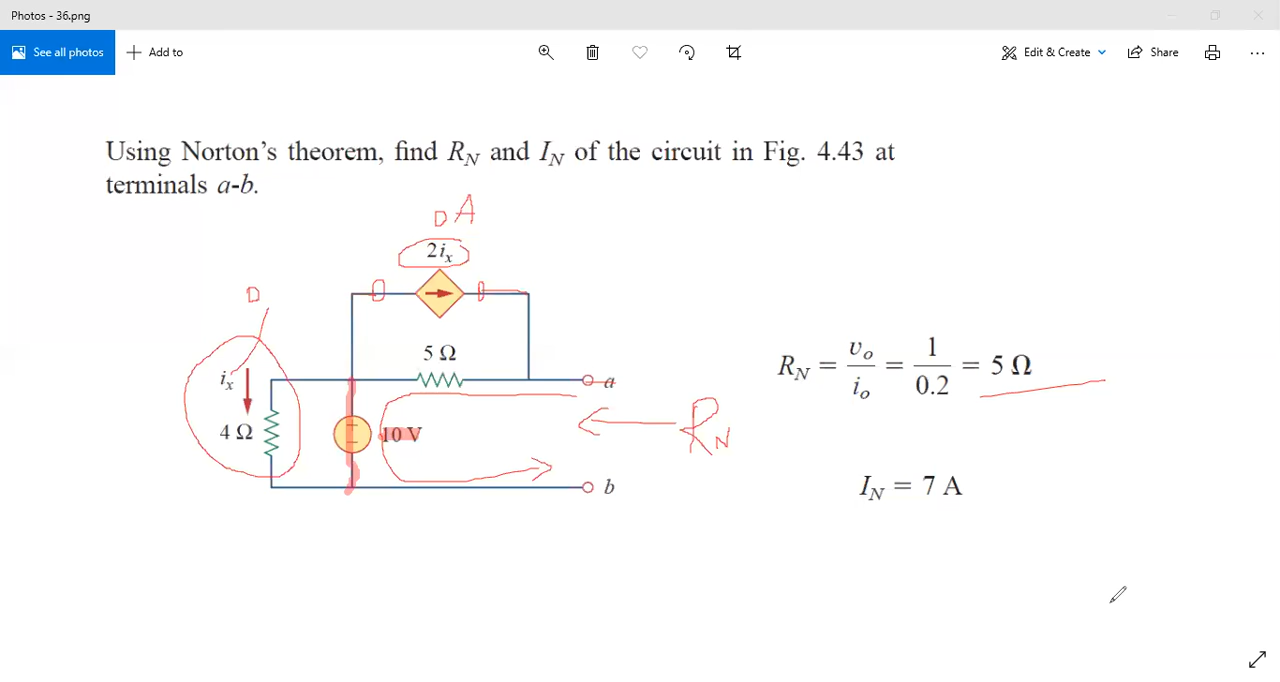 Photos - 36.png
See all photos
Add to
Edit & Create
Share
Using Norton's theorem, find R_N and I_N of the circuit in Fig. 4.43 at
terminals a-b.
A
2i_x
5 Ω
i_x
a
4 Ω
10 V
R_N
b
R_N = v_o / i_o = 1 / 0.2 = 5 Ω
I_N = 7 A